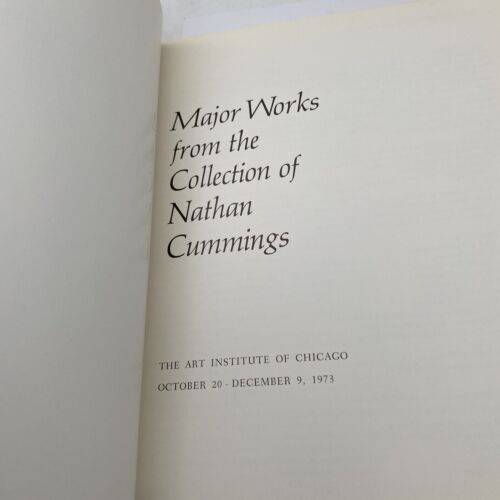 Major Works
from the
Collection of
Nathan
Cummings
THE ART INSTITUTE OF CHICAGO
OCTOBER 20 - DECEMBER 9, 1973